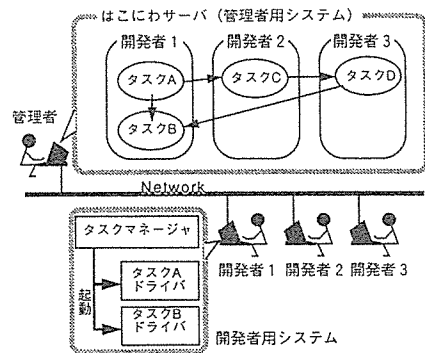 はこにわサーバ（管理者用システム）
開発者1
開発者2
開発者3
タスクA
タスクC
タスクD
タスクB
管理者
Network
タスクマネージャ
起動
タスクA
ドライバ
タスクB
ドライバ
開発者1
開発者2
開発者3
開発者用システム